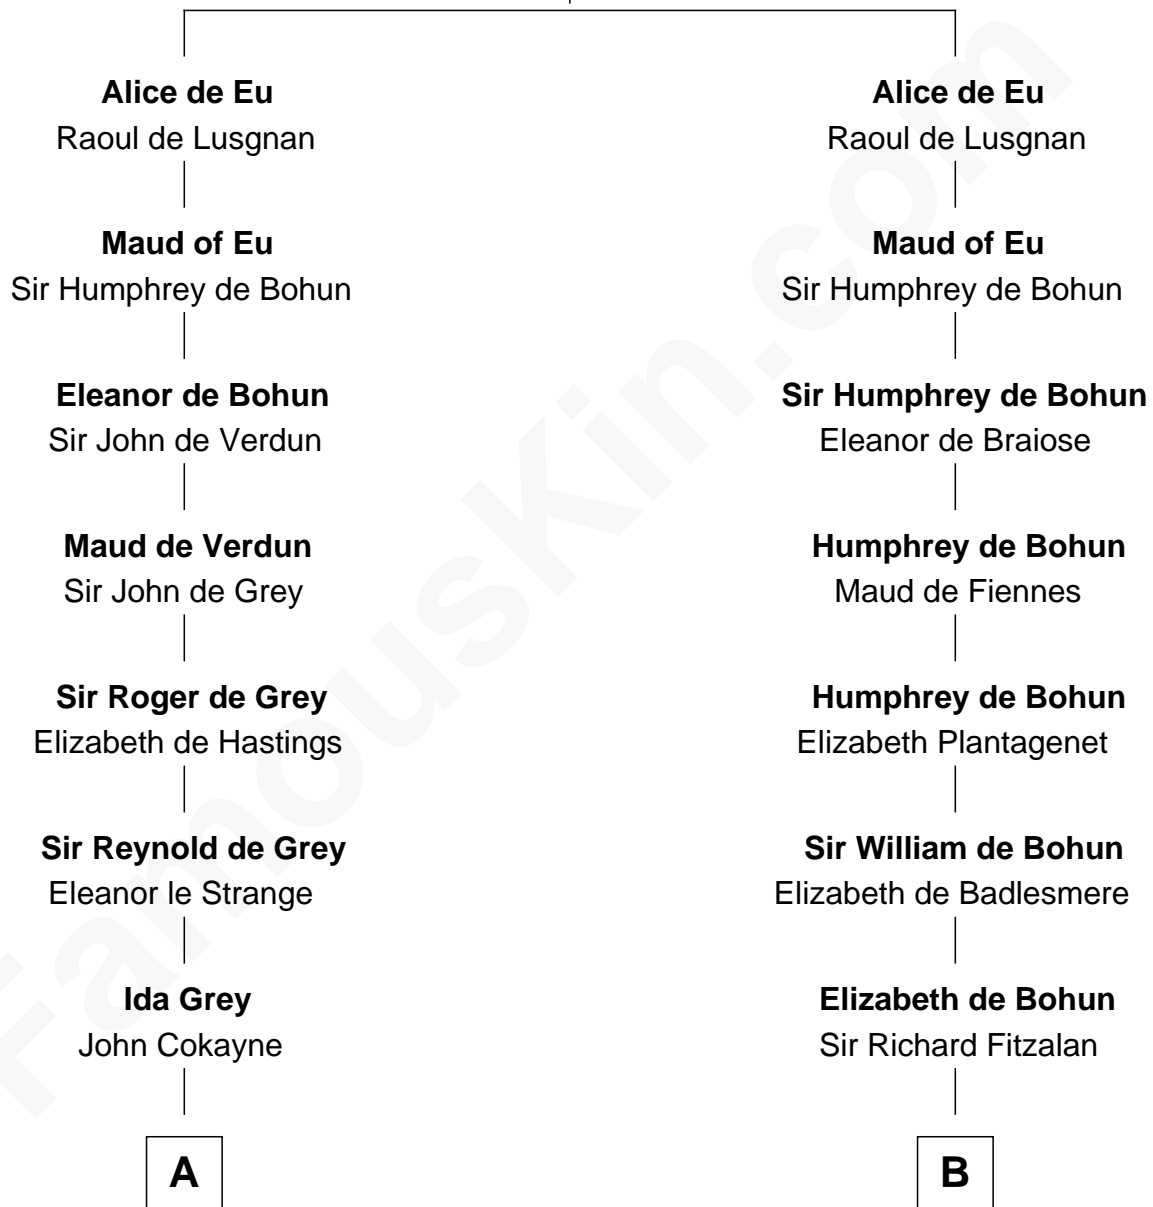 Alice de Eu
Raoul de Lusgnan
Maud of Eu
Sir Humphrey de Bohun
Eleanor de Bohun
Sir John de Verdun
Maud de Verdun
Sir John de Grey
Sir Roger de Grey
Elizabeth de Hastings
Sir Reynold de Grey
Eleanor le Strange
Ida Grey
John Cokayne
A
Alice de Eu
Raoul de Lusgnan
Maud of Eu
Sir Humphrey de Bohun
Sir Humphrey de Bohun
Eleanor de Braiose
Humphrey de Bohun
Maud de Fiennes
Humphrey de Bohun
Elizabeth Plantagenet
Sir William de Bohun
Elizabeth de Badlesmere
Elizabeth de Bohun
Sir Richard Fitzalan
B
FamousKin.com